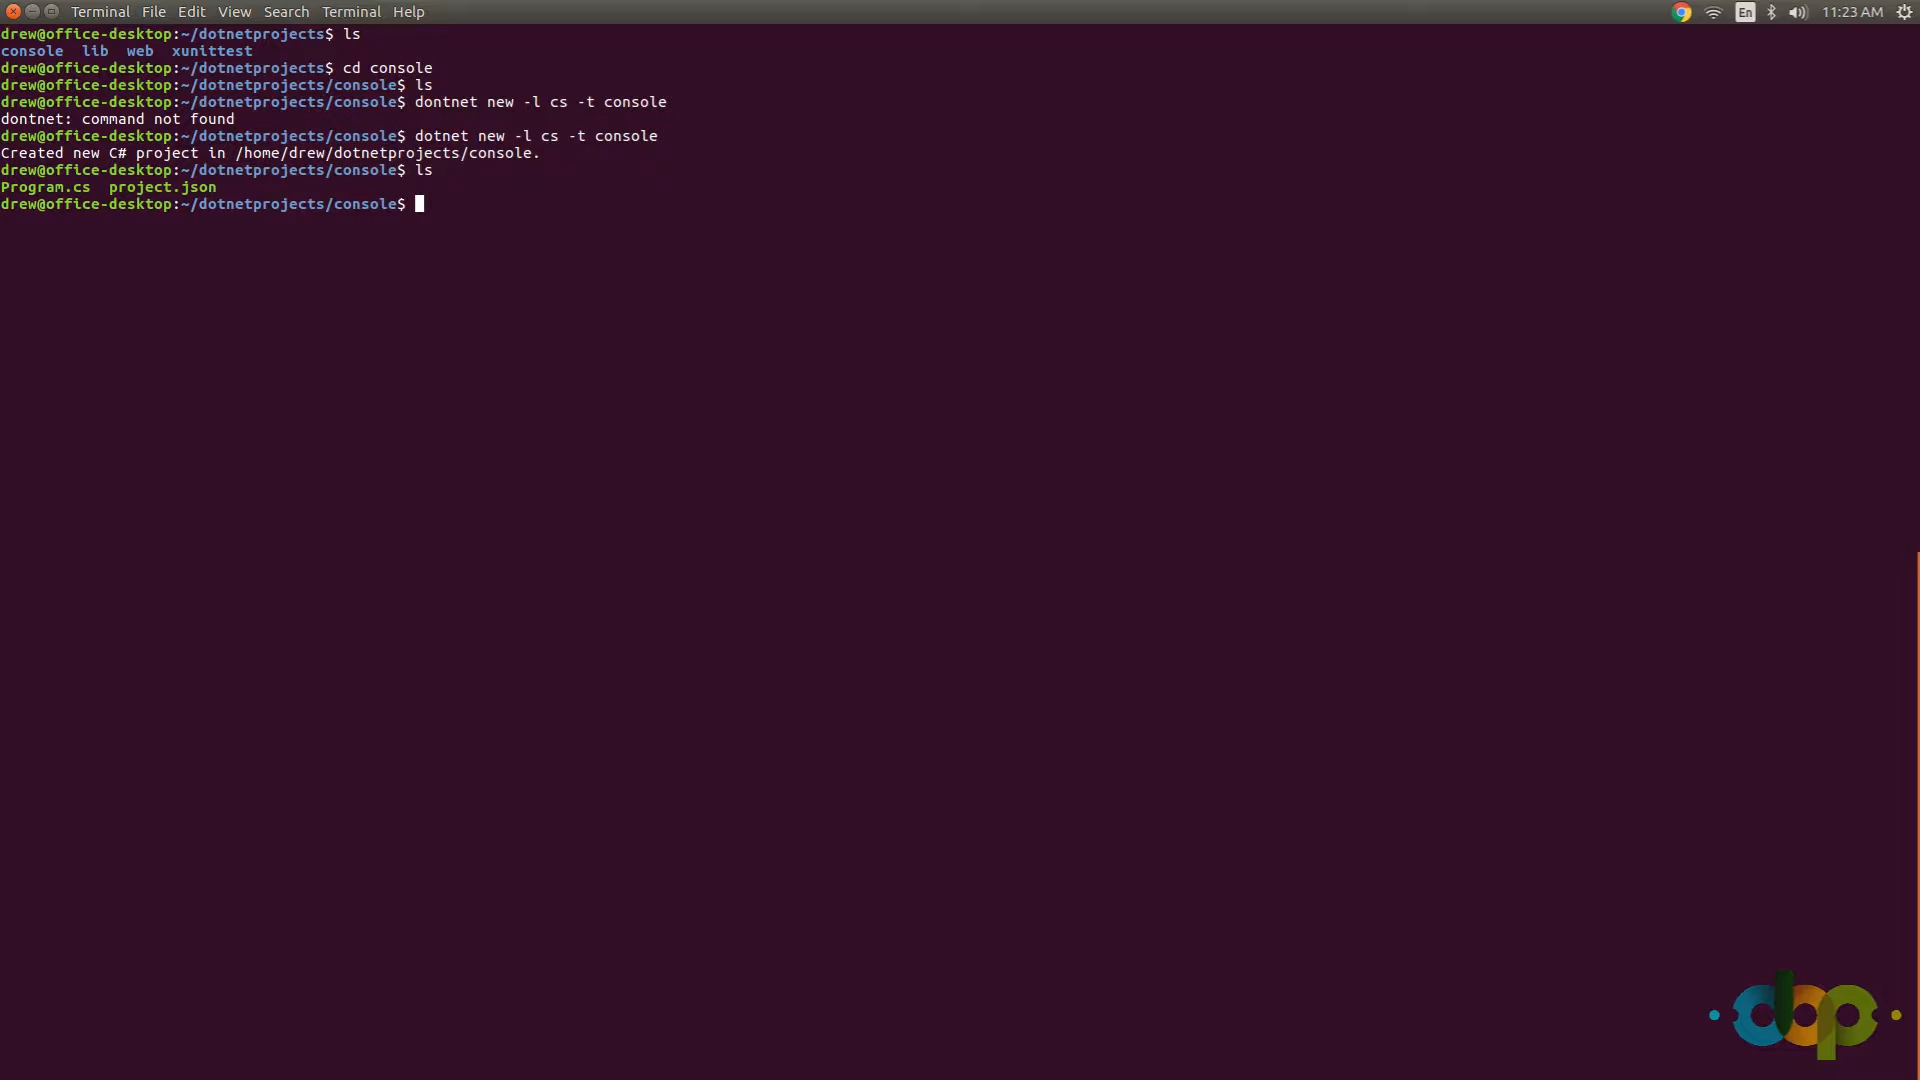 Terminal File Edit View Search Terminal Help En 11:23 AM
drew@office-desktop:~/dotnetprojects$ ls
console lib web xunittest
drew@office-desktop:~/dotnetprojects$ cd console
drew@office-desktop:~/dotnetprojects/console$ ls
drew@office-desktop:~/dotnetprojects/console$ dontnet new -l cs -t console
dontnet: command not found
drew@office-desktop:~/dotnetprojects/console$ dotnet new -l cs -t console
Created new C# project in /home/drew/dotnetprojects/console.
drew@office-desktop:~/dotnetprojects/console$ ls
Program.cs project.json
drew@office-desktop:~/dotnetprojects/console$